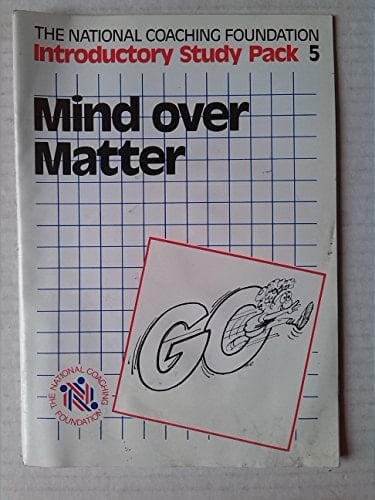 THE NATIONAL COACHING FOUNDATION
Introductory Study Pack 5
Mind over
Matter
GO
THE NATIONAL COACHING
FOUNDATION